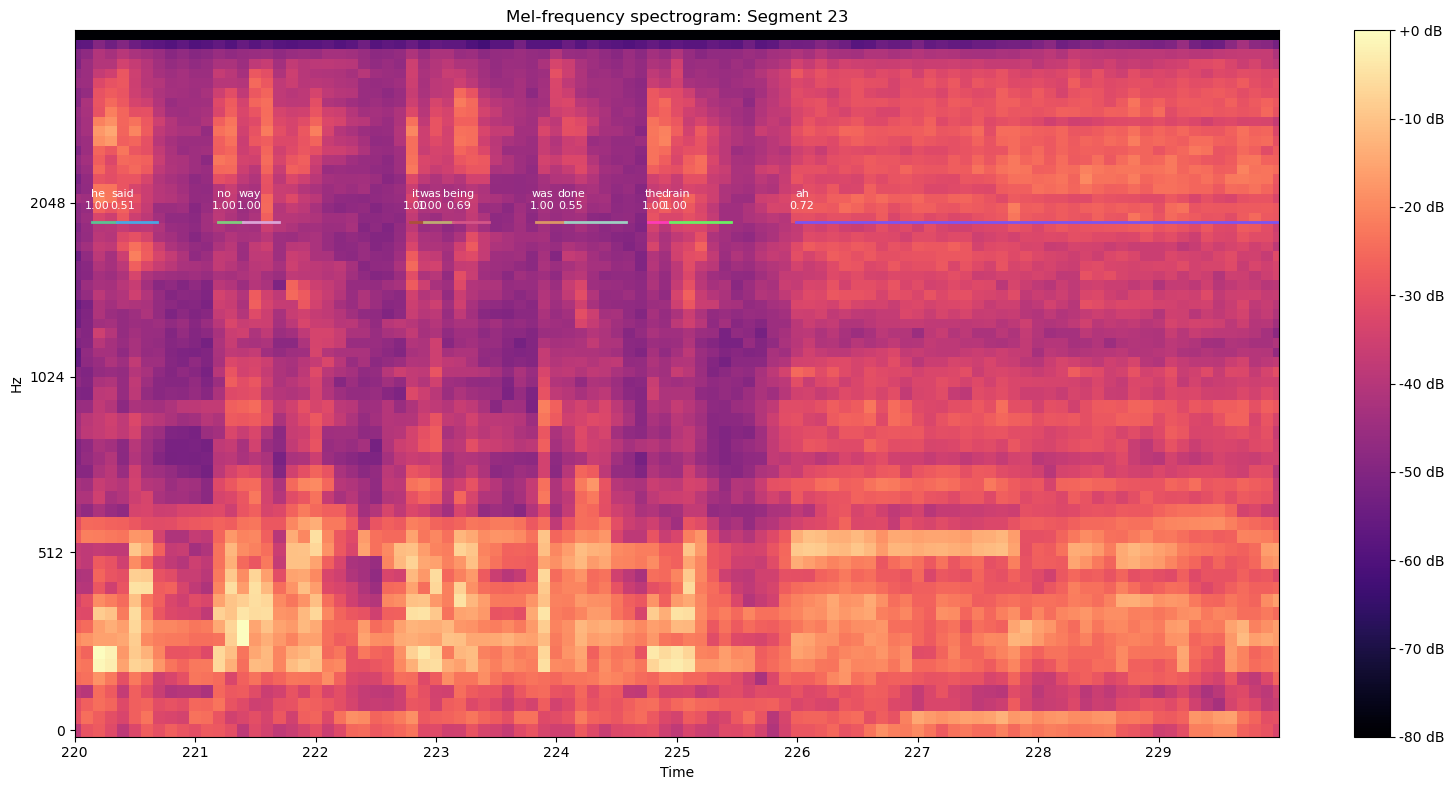 Mel-frequency spectrogram: Segment 23
+0 dB
-10 dB
-20 dB
-30 dB
-40 dB
-50 dB
-60 dB
-70 dB
-80 dB
Hz
2048
1024
512
0
he said no way it was being was done the drain ah
1.00 0.51 1.00 1.00 1.00 1.00 0.69 1.00 0.55 1.00 1.00 0.72
220 221 222 223 224 225 226 227 228 229
Time